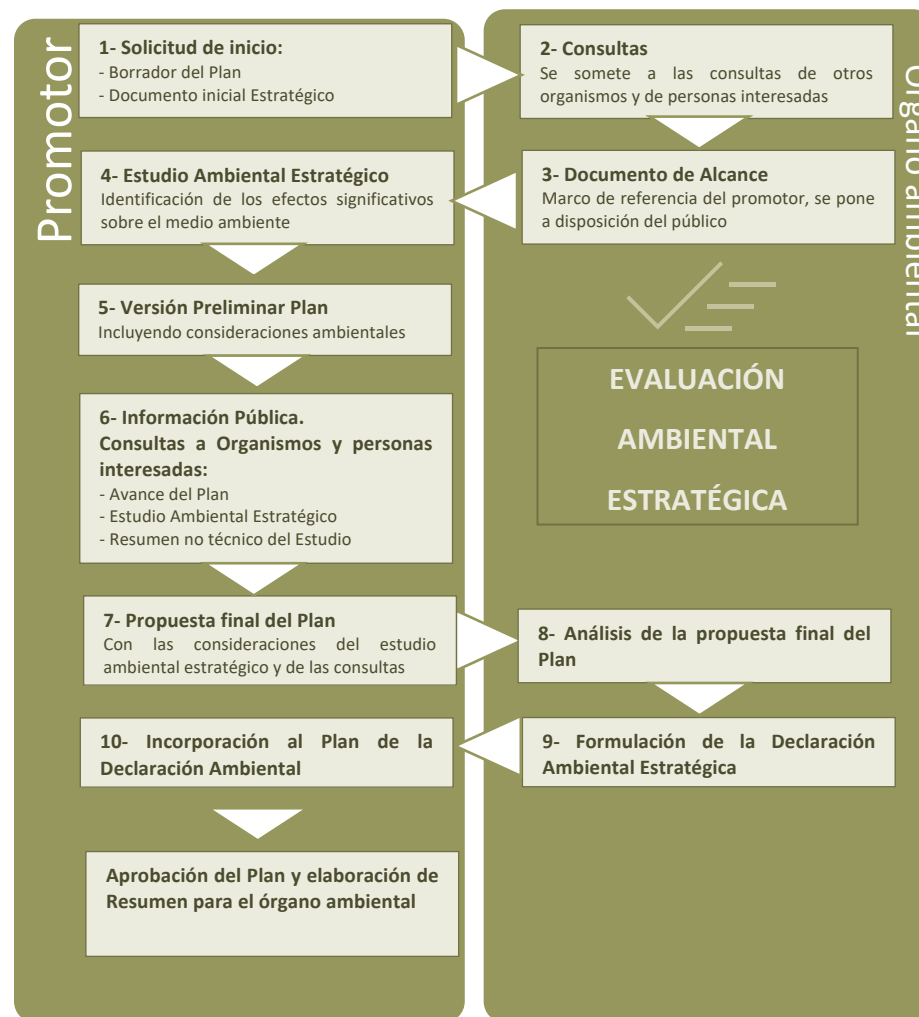 Promotor
Órgano ambiental
1- Solicitud de inicio:
- Borrador del Plan
- Documento inicial Estratégico
2- Consultas
Se somete a las consultas de otros
organismos y de personas interesadas
3- Documento de Alcance
Marco de referencia del promotor, se pone
a disposición del público
4- Estudio Ambiental Estratégico
Identificación de los efectos significativos
sobre el medio ambiente
5- Versión Preliminar Plan
Incluyendo consideraciones ambientales
EVALUACIÓN
AMBIENTAL
ESTRATÉGICA
6- Información Pública.
Consultas a Organismos y personas
interesadas:
- Avance del Plan
- Estudio Ambiental Estratégico
- Resumen no técnico del Estudio
7- Propuesta final del Plan
Con las consideraciones del estudio
ambiental estratégico y de las consultas
8- Análisis de la propuesta final del
Plan
9- Formulación de la Declaración
Ambiental Estratégica
10- Incorporación al Plan de la
Declaración Ambiental
Aprobación del Plan y elaboración de
Resumen para el órgano ambiental